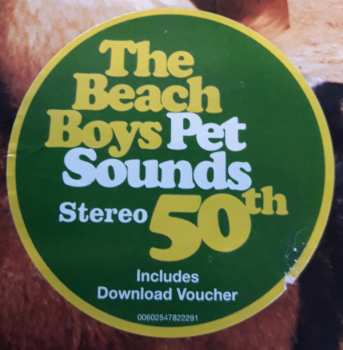 The
Beach
Boys Pet
Sounds
Stereo 50th
Includes
Download Voucher
00602547822291